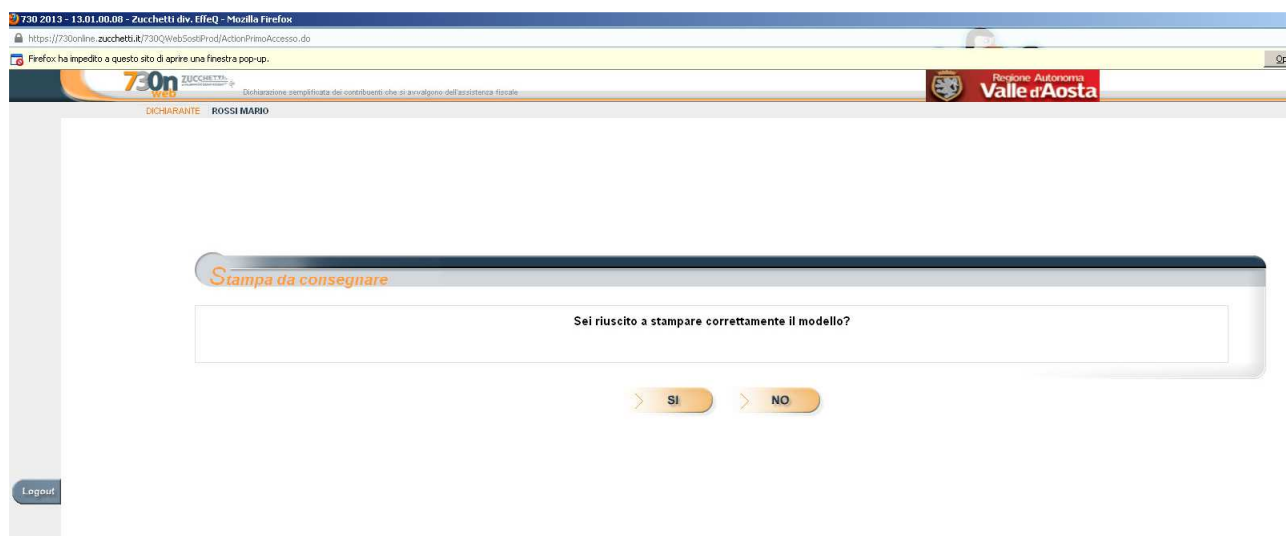 730 2013 - 13.01.00.08 - Zucchetti div. EffeQ - Mozilla Firefox
https://730online.zucchetti.it/730QWebSostiProd/ActionPrimoAccesso.do
Firefox ha impedito a questo sito di aprire una finestra pop-up.
730n web ZUCCHETTI
Dichiarazione semplificata dei contribuenti che si avvalgono dell'assistenza fiscale
Regione Autonoma
Valle d'Aosta
DICHIARANTE ROSSI MARIO
Stampa da consegnare
Sei riuscito a stampare correttamente il modello?
SI NO
Logout